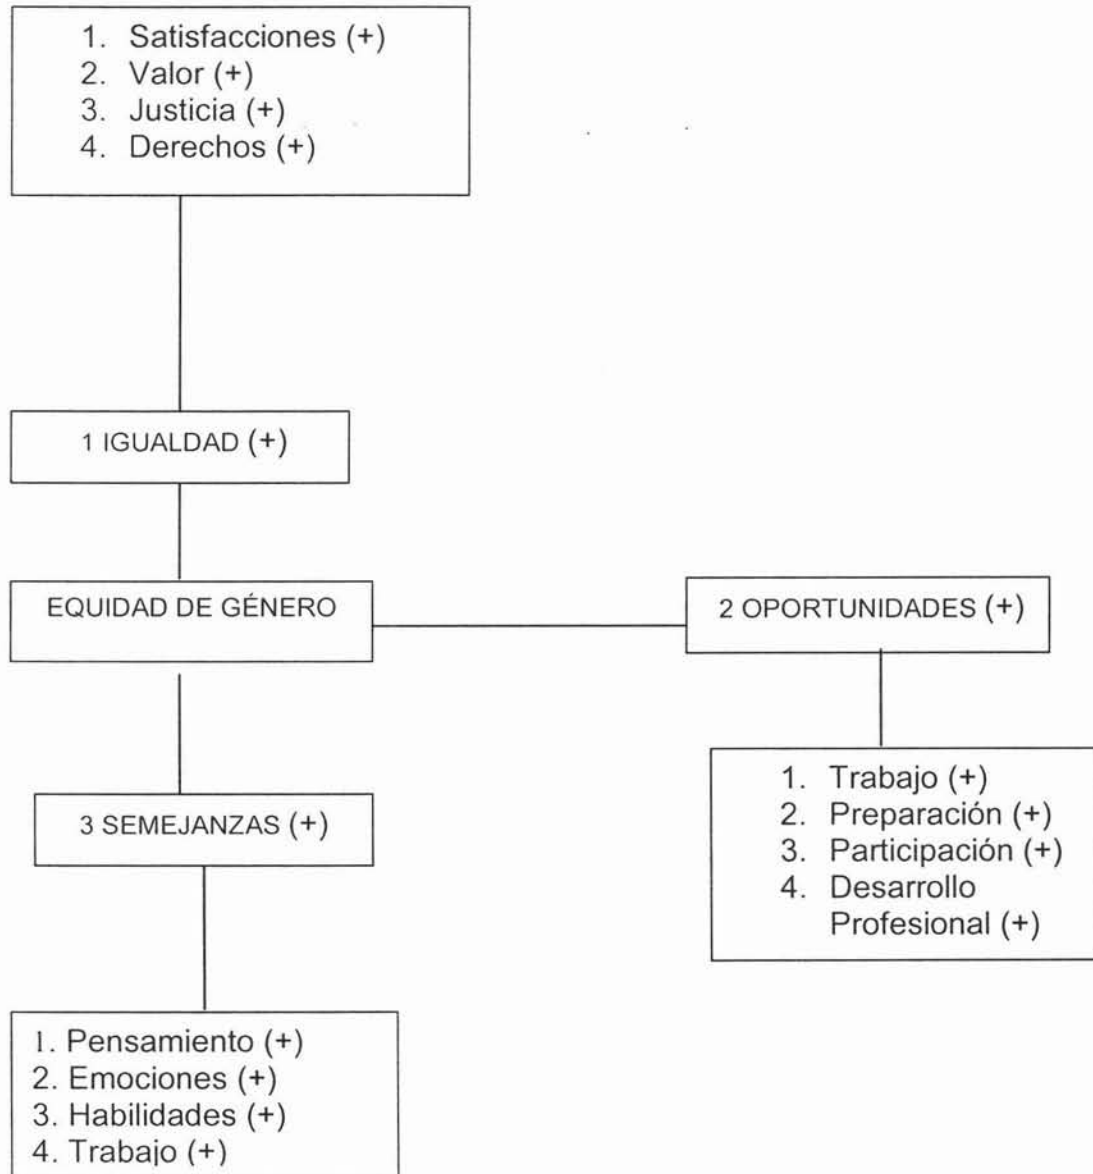 1. Satisfacciones (+)
2. Valor (+)
3. Justicia (+)
4. Derechos (+)
1 IGUALDAD (+)
EQUIDAD DE GÉNERO
2 OPORTUNIDADES (+)
3 SEMEJANZAS (+)
1. Trabajo (+)
2. Preparación (+)
3. Participación (+)
4. Desarrollo
Profesional (+)
1. Pensamiento (+)
2. Emociones (+)
3. Habilidades (+)
4. Trabajo (+)